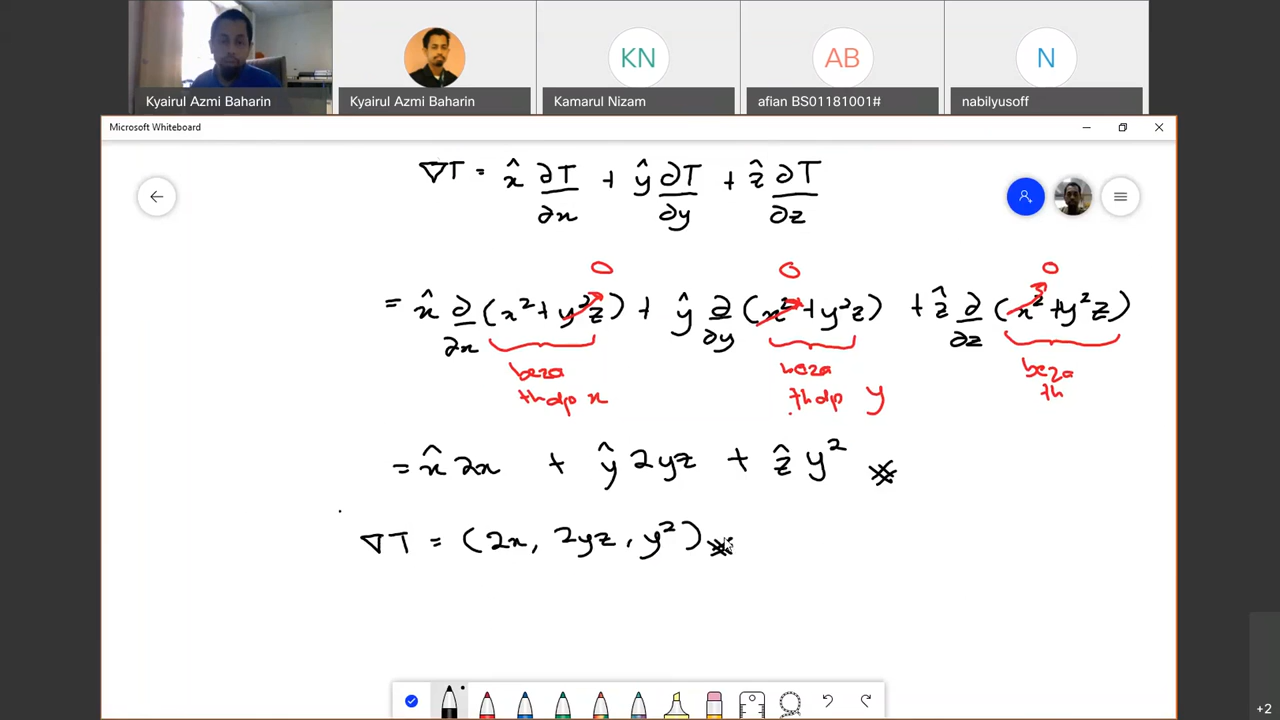 KN AB N
Kyairul Azmi Baharin Kyairul Azmi Baharin Kamarul Nizam afian BS01181001# nabilyusoff
Microsoft Whiteboard
∇T = x̂ ∂T/∂x + ŷ ∂T/∂y + ẑ ∂T/∂z
0 0 0
= x̂ ∂/∂x (x² + y²z) + ŷ ∂/∂y (x² + y²z) + ẑ ∂/∂z (x² + y²z)
beza beza beza
thdp x thdp y th
= x̂ 2x + ŷ 2yz + ẑ y²
∇T = (2x, 2yz, y²)
+2